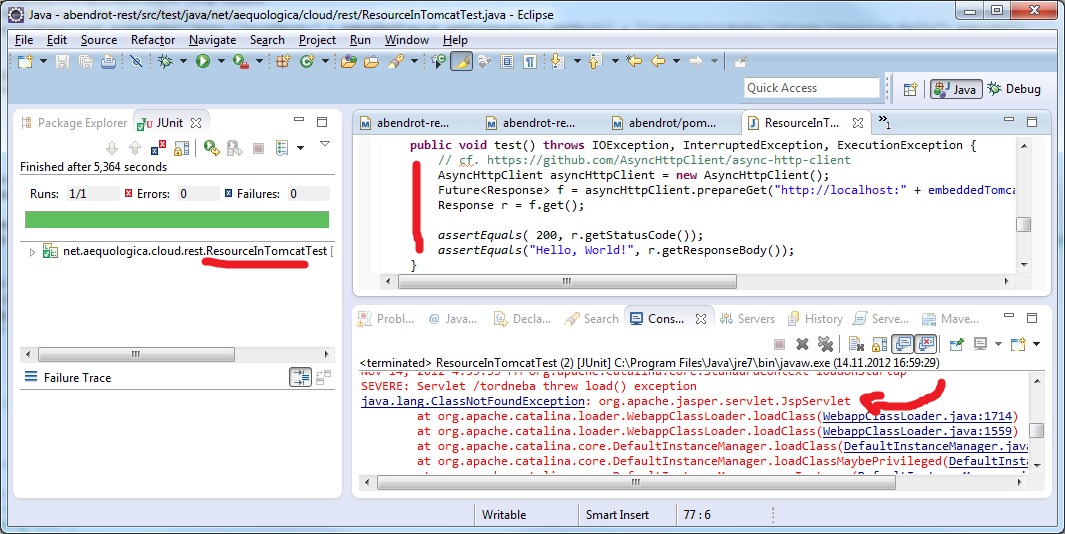 Java - abendrot-rest/src/test/java/net/aequologica/cloud/rest/ResourceInTomcatTest.java - Eclipse
File Edit Source Refactor Navigate Search Project Run Window Help
Quick Access
Java
Debug
Package Explorer
JUnit
Finished after 5,364 seconds
Runs: 1/1
Errors: 0
Failures: 0
net.aequologica.cloud.rest.ResourceInTomcatTest [
Failure Trace
abendrot-re...
abendrot-re...
abendrot/pom...
ResourceInT...
»1
public void test() throws IOException, InterruptedException, ExecutionException {
// cf. https://github.com/AsyncHttpClient/async-http-client
AsyncHttpClient asyncHttpClient = new AsyncHttpClient();
Future<Response> f = asyncHttpClient.prepareGet("http://localhost:" + embeddedTomca
Response r = f.get();
assertEquals( 200, r.getStatusCode());
assertEquals("Hello, World!", r.getResponseBody());
}
Probl...
@ Java...
Decla...
Search
Cons...
Servers
History
Serve...
Mave...
<terminated> ResourceInTomcatTest (2) [JUnit] C:\Program Files\Java\jre7\bin\javaw.exe (14.11.2012 16:59:29)
SEVERE: Servlet /tordneba threw load() exception
java.lang.ClassNotFoundException: org.apache.jasper.servlet.JspServlet
at org.apache.catalina.loader.WebappClassLoader.loadClass(WebappClassLoader.java:1714)
at org.apache.catalina.loader.WebappClassLoader.loadClass(WebappClassLoader.java:1559)
at org.apache.catalina.core.DefaultInstanceManager.loadClass(DefaultInstanceManager.java
at org.apache.catalina.core.DefaultInstanceManager.loadClassMaybePrivileged(DefaultInsta
Writable
Smart Insert
77 : 6